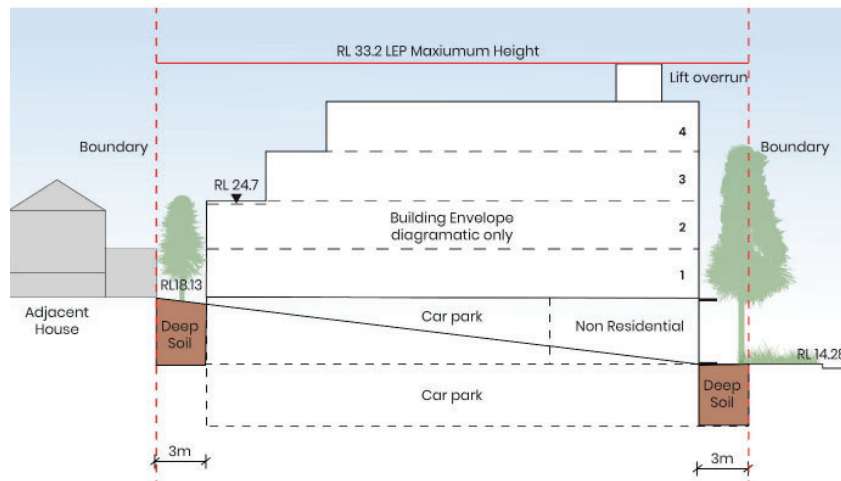 RL 33.2 LEP Maxiumum Height
Lift overrun
4
Boundary
Boundary
3
RL 24.7
Building Envelope
diagramatic only
2
1
RL18.13
Adjacent
House
Deep
Soil
Car park
Non Residential
RL 14.28
Car park
Deep
Soil
3m
3m